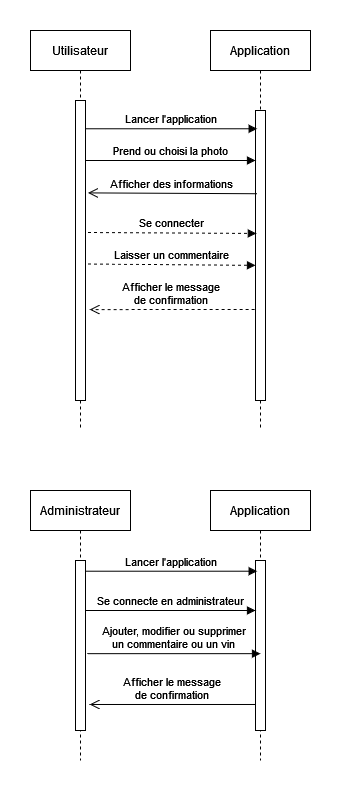 Utilisateur
Application
Lancer l'application
Prend ou choisi la photo
Afficher des informations
Se connecter
Laisser un commentaire
Afficher le message
de confirmation
Administrateur
Application
Lancer l'application
Se connecte en administrateur
Ajouter, modifier ou supprimer
un commentaire ou un vin
Afficher le message
de confirmation